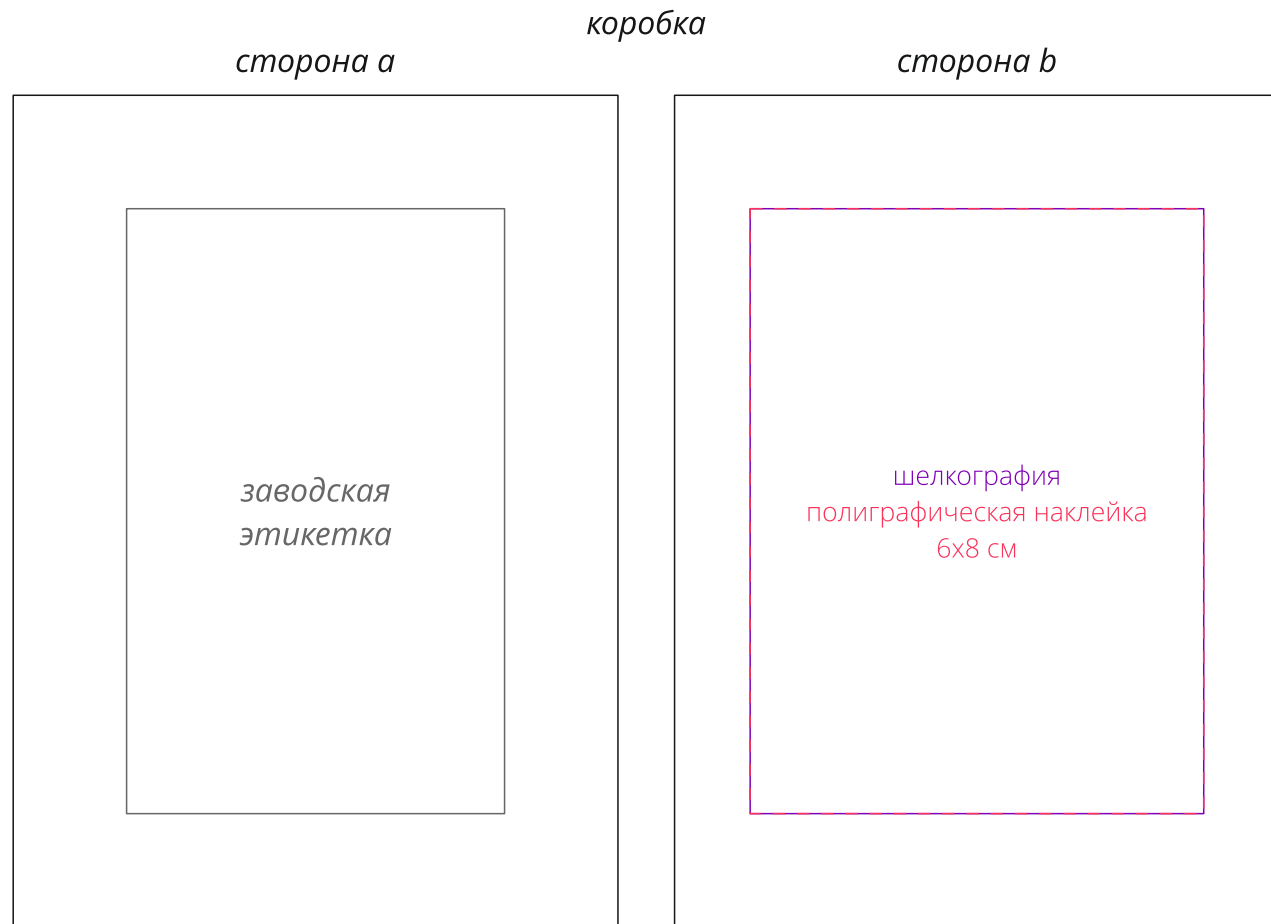 коробка
сторона a
сторона b
заводская
этикетка
шелкография
полиграфическая наклейка
6х8 см